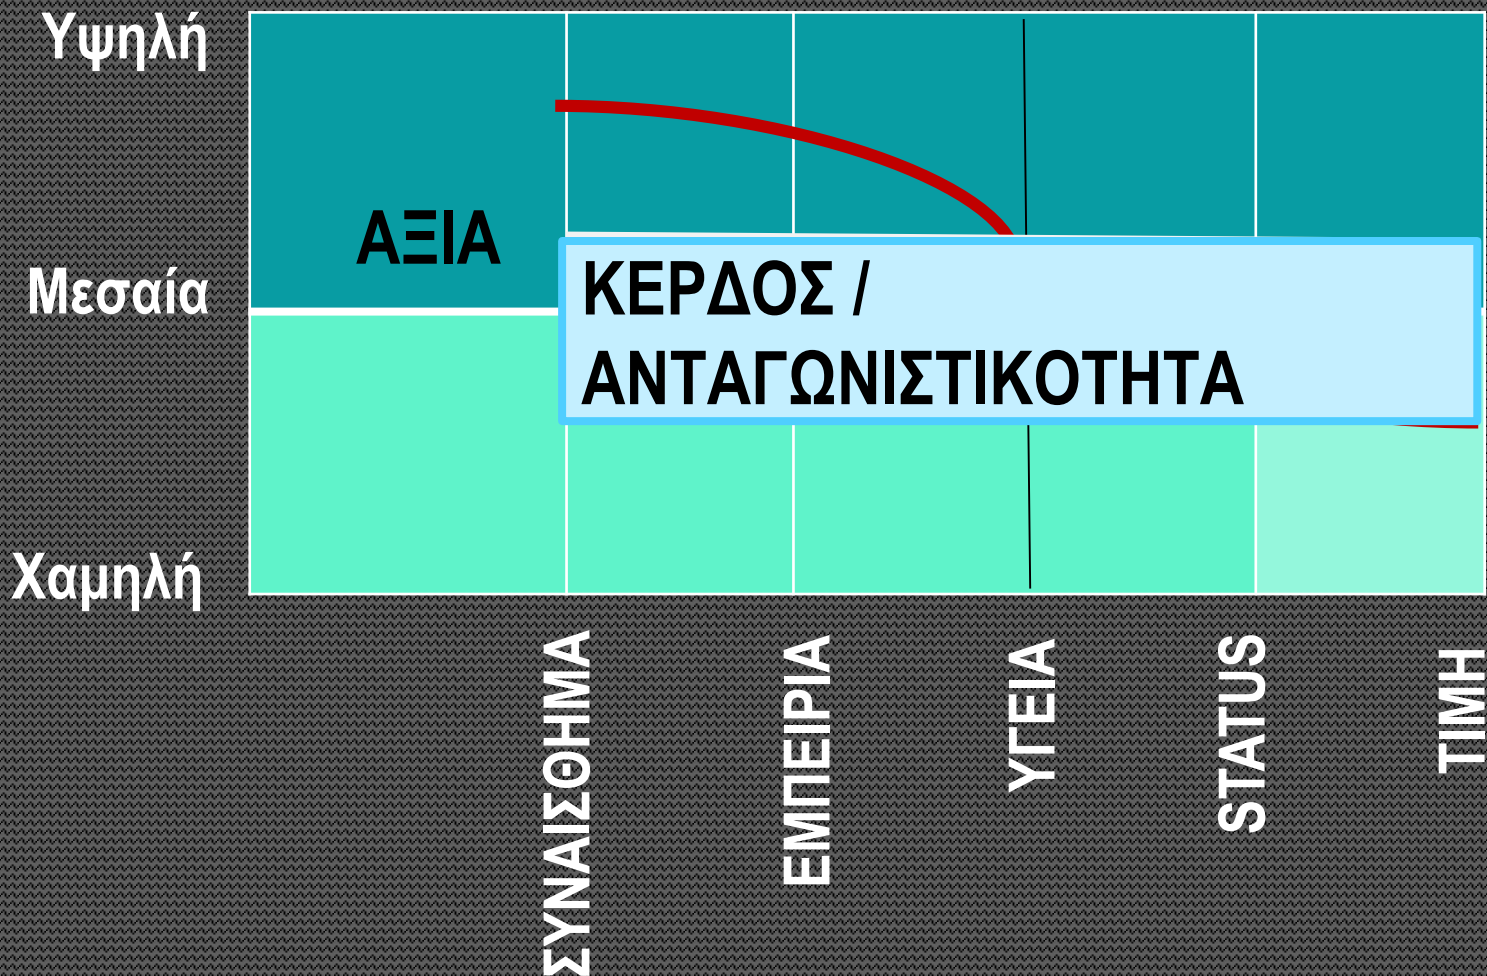 Υψηλή
ΑΞΙΑ
Μεσαία
ΚΕΡΔΟΣ /
ΑΝΤΑΓΩΝΙΣΤΙΚΟΤΗΤΑ
Χαμηλή
ΣΥΝΑΙΣΘΗΜΑ
ΕΜΠΕΙΡΙΑ
ΥΓΕΙΑ
STATUS
ΤΙΜΗ